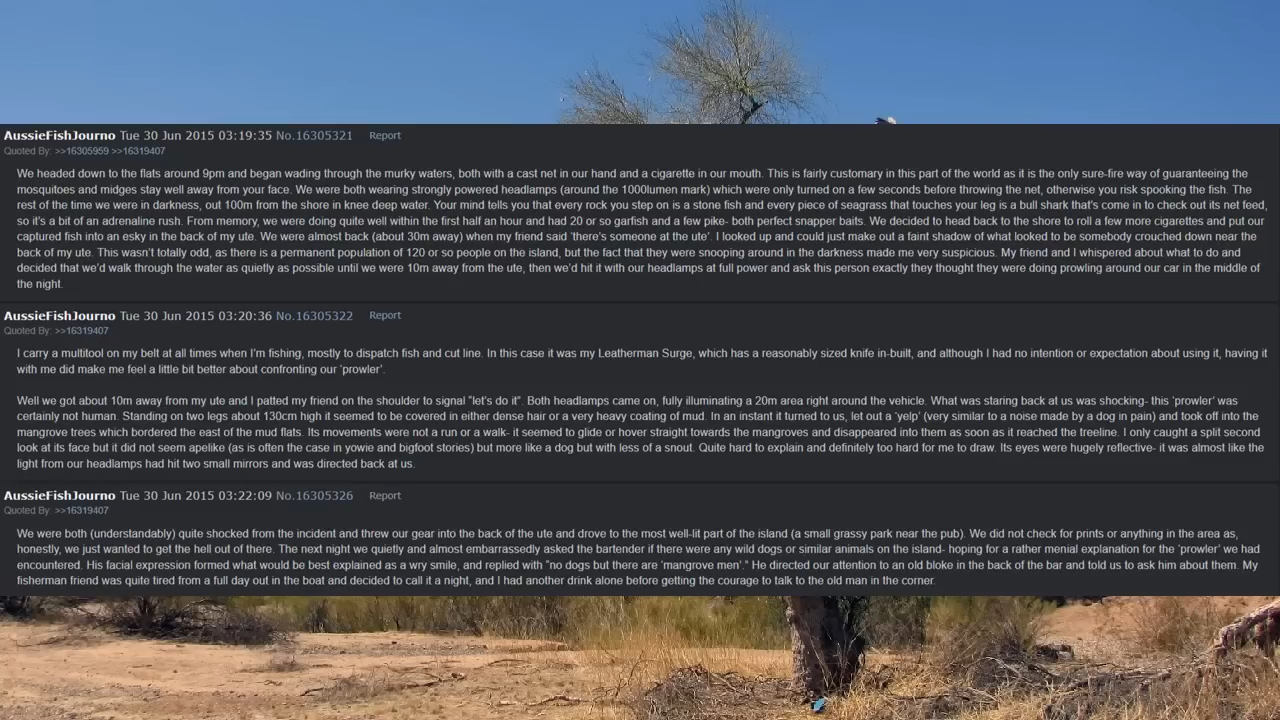 AussieFishJourno Tue 30 Jun 2015 03:19:35 No.16305321 Report
Quoted By: >>16305959 >>16319407
We headed down to the flats around 9pm and began wading through the murky waters, both with a cast net in our hand and a cigarette in our mouth. This is fairly customary in this part of the world as it is the only sure-fire way of guaranteeing the
mosquitoes and midges stay well away from your face. We were both wearing strongly powered headlamps (around the 1000lumen mark) which were only turned on a few seconds before throwing the net, otherwise you risk spooking the fish. The
rest of the time we were in darkness, out 100m from the shore in knee deep water. Your mind tells you that every rock you step on is a stone fish and every piece of seagrass that touches your leg is a bull shark that's come in to check out its net feed,
so it's a bit of an adrenaline rush. From memory, we were doing quite well within the first half an hour and had 20 or so garfish and a few pike- both perfect snapper baits. We decided to head back to the shore to roll a few more cigarettes and put our
captured fish into an esky in the back of my ute. We were almost back (about 30m away) when my friend said 'there's someone at the ute'. I looked up and could just make out a faint shadow of what looked to be somebody crouched down near the
back of my ute. This wasn't totally odd, as there is a permanent population of 120 or so people on the island, but the fact that they were snooping around in the darkness made me very suspicious. My friend and I whispered about what to do and
decided that we'd walk through the water as quietly as possible until we were 10m away from the ute, then we'd hit it with our headlamps at full power and ask this person exactly they thought they were doing prowling around our car in the middle of
the night.
AussieFishJourno Tue 30 Jun 2015 03:20:36 No.16305322 Report
Quoted By: >>16319407
I carry a multitool on my belt at all times when I'm fishing, mostly to dispatch fish and cut line. In this case it was my Leatherman Surge, which has a reasonably sized knife in-built, and although I had no intention or expectation about using it, having it
with me did make me feel a little bit better about confronting our 'prowler'.
Well we got about 10m away from my ute and I patted my friend on the shoulder to signal "let's do it". Both headlamps came on, fully illuminating a 20m area right around the vehicle. What was staring back at us was shocking- this 'prowler' was
certainly not human. Standing on two legs about 130cm high it seemed to be covered in either dense hair or a very heavy coating of mud. In an instant it turned to us, let out a 'yelp' (very similar to a noise made by a dog in pain) and took off into the
mangrove trees which bordered the east of the mud flats. Its movements were not a run or a walk- it seemed to glide or hover straight towards the mangroves and disappeared into them as soon as it reached the treeline. I only caught a split second
look at its face but it did not seem apelike (as is often the case in yowie and bigfoot stories) but more like a dog but with less of a snout. Quite hard to explain and definitely too hard for me to draw. Its eyes were hugely reflective- it was almost like the
light from our headlamps had hit two small mirrors and was directed back at us.
AussieFishJourno Tue 30 Jun 2015 03:22:09 No.16305326 Report
Quoted By: >>16319407
We were both (understandably) quite shocked from the incident and threw our gear into the back of the ute and drove to the most well-lit part of the island (a small grassy park near the pub). We did not check for prints or anything in the area as,
honestly, we just wanted to get the hell out of there. The next night we quietly and almost embarrassedly asked the bartender if there were any wild dogs or similar animals on the island- hoping for a rather menial explanation for the 'prowler' we had
encountered. His facial expression formed what would be best explained as a wry smile, and replied with "no dogs but there are 'mangrove men'." He directed our attention to an old bloke in the back of the bar and told us to ask him about them. My
fisherman friend was quite tired from a full day out in the boat and decided to call it a night, and I had another drink alone before getting the courage to talk to the old man in the corner.